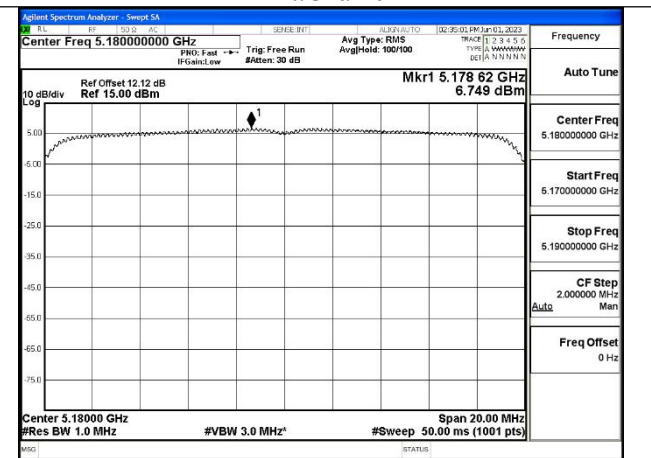 Agilent Spectrum Analyzer - Swept SA
RL RF 50 Ω AC SENSE:INT ALIGN AUTO 02:35:01 PM Jun 01, 2023
Center Freq 5.180000000 GHz
PNO: Fast
IFGain:Low
Trig: Free Run
#Atten: 30 dB
Avg Type: RMS
Avg|Hold: 100/100
TRACE 1 2 3 4 5 6
TYPE A WWWWW
DET A N N N N N
Frequency
Auto Tune
Center Freq
5.180000000 GHz
Start Freq
5.170000000 GHz
Stop Freq
5.190000000 GHz
CF Step
2.000000 MHz
Auto Man
Freq Offset
0 Hz
Ref Offset 12.12 dB
Ref 15.00 dBm
10 dB/div
Log
Mkr1 5.178 62 GHz
6.749 dBm
1
5.00
-5.00
-15.0
-25.0
-35.0
-45.0
-55.0
-65.0
-75.0
Center 5.18000 GHz
Span 20.00 MHz
#Res BW 1.0 MHz
#VBW 3.0 MHz*
#Sweep 50.00 ms (1001 pts)
MSG STATUS